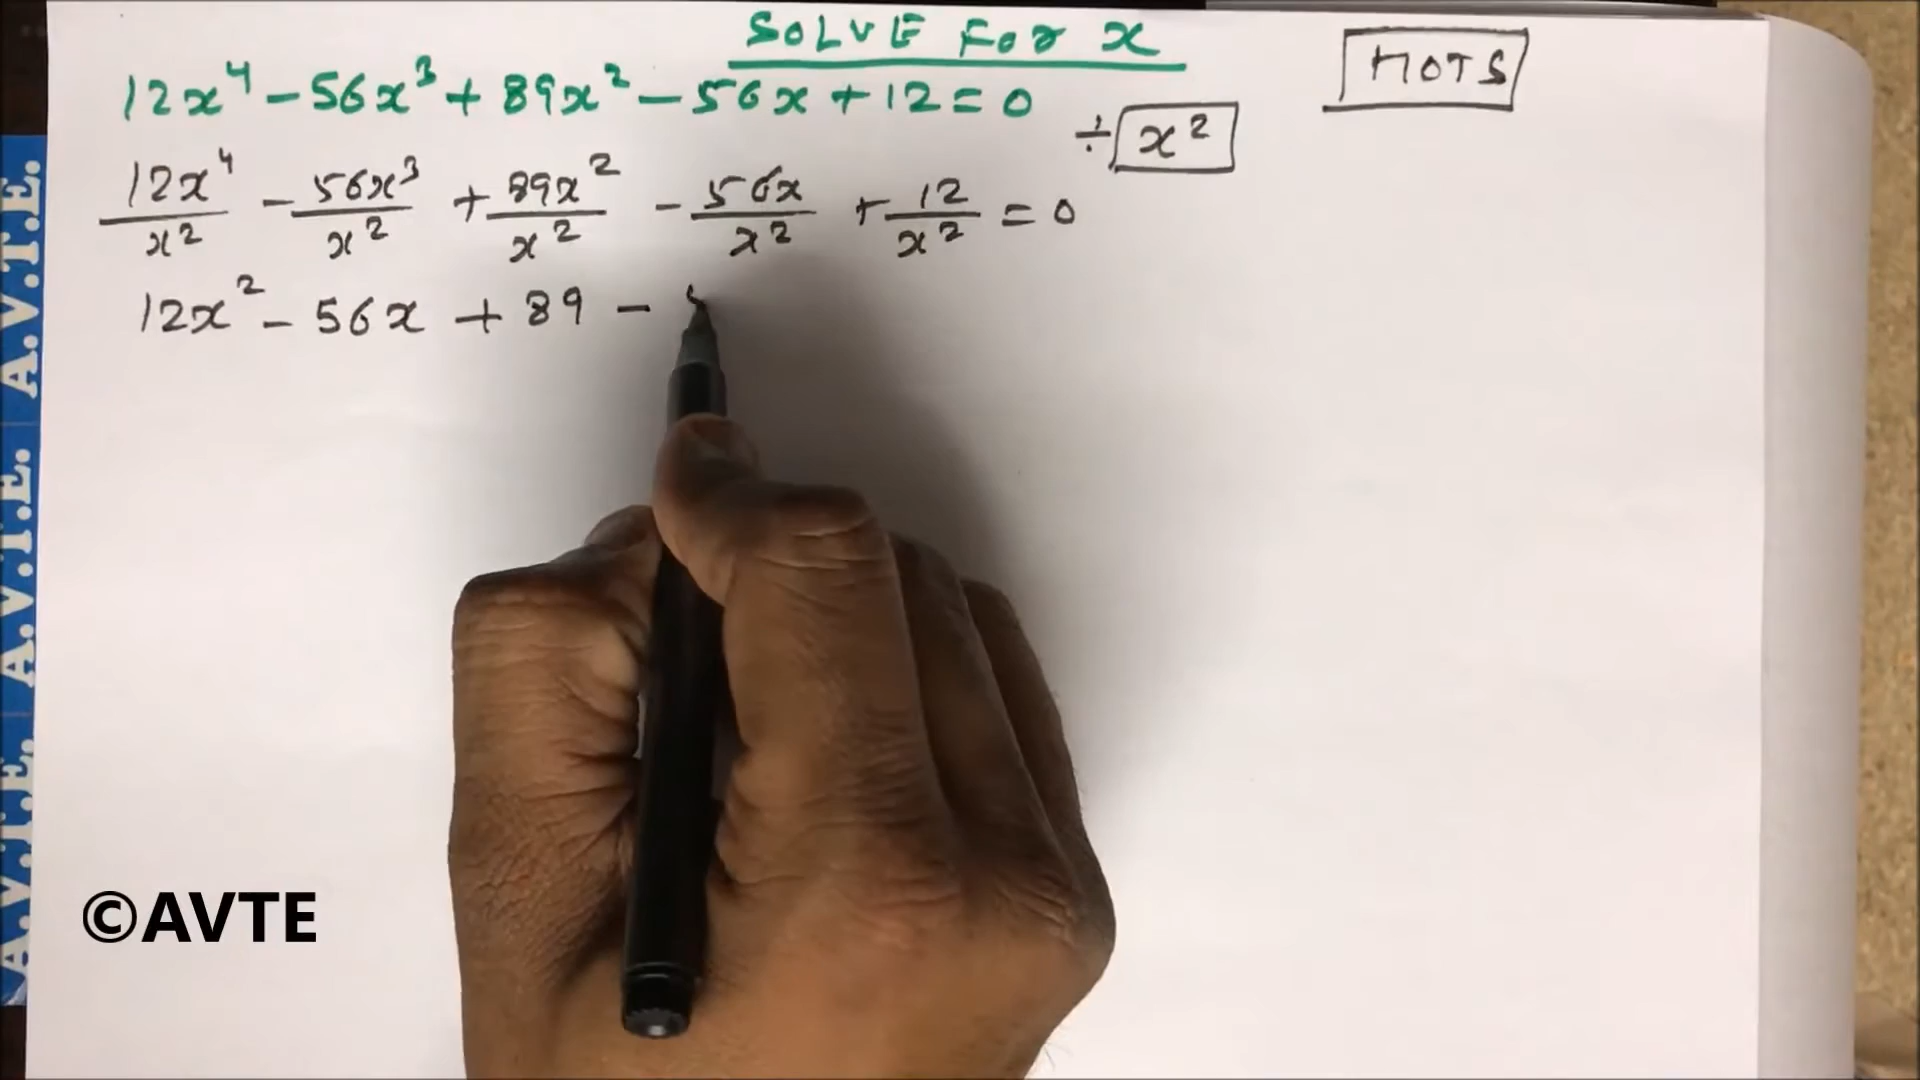 SOLVE FOR x
HOTS
12x⁴ - 56x³ + 89x² - 56x + 12 = 0
÷ x²
12x⁴/x² - 56x³/x² + 89x²/x² - 56x/x² + 12/x² = 0
12x² - 56x + 89 -
A.V.T.E. A.V.T.E. A.V.T.E. A.V.T.E.
©AVTE